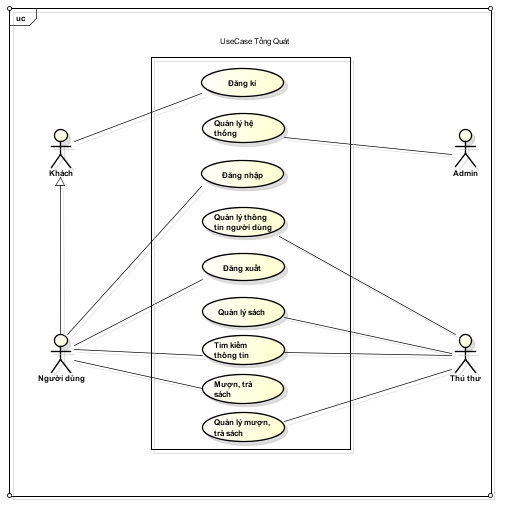 uc
UseCase Tổng Quát
Đăng kí
Quản lý hệ
thống
Khách
Admin
Đăng nhập
Quản lý thông
tin người dùng
Đăng xuất
Quản lý sách
Tìm kiếm
thông tin
Người dùng
Thủ thư
Mượn, trả
sách
Quản lý mượn,
trả sách